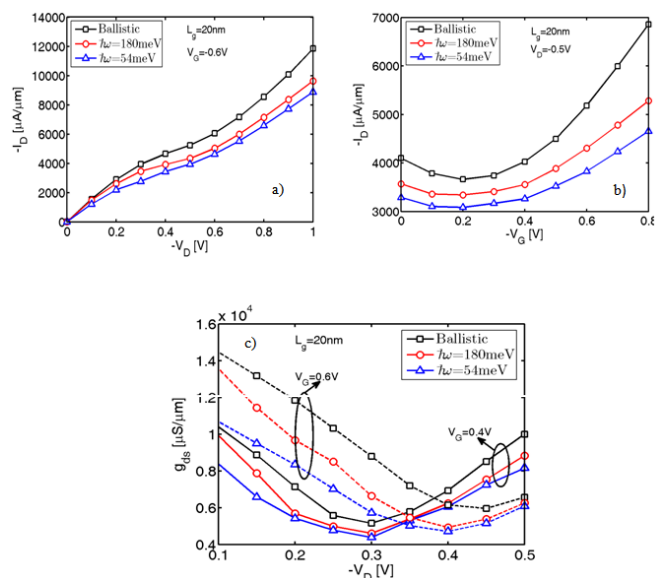 14000
12000
10000
8000
6000
4000
2000
0
0 0.2 0.4 0.6 0.8 1
-I_D [μA/μm]
-V_D [V]
Ballistic
ħω=180meV
ħω=54meV
L_g=20nm
V_G=-0.6V
a)
7000
6000
5000
4000
3000
0 0.2 0.4 0.6 0.8
-I_D [μA/μm]
-V_G [V]
Ballistic
ħω=180meV
ħω=54meV
L_g=20nm
V_D=-0.5V
b)
x 10^4
1.6
1.4
1.2
1
0.8
0.6
0.4
0.1 0.2 0.3 0.4 0.5
g_ds [μS/μm]
-V_D [V]
c)
L_g=20nm
V_G=0.6V
V_G=0.4V
Ballistic
ħω=180meV
ħω=54meV